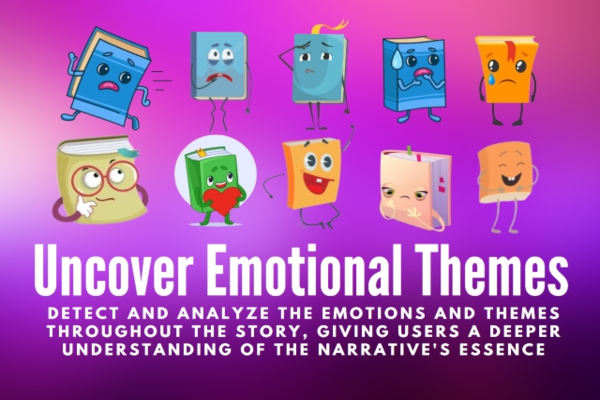 Uncover Emotional Themes
DETECT AND ANALYZE THE EMOTIONS AND THEMES
THROUGHOUT THE STORY, GIVING USERS A DEEPER
UNDERSTANDING OF THE NARRATIVE'S ESSENCE